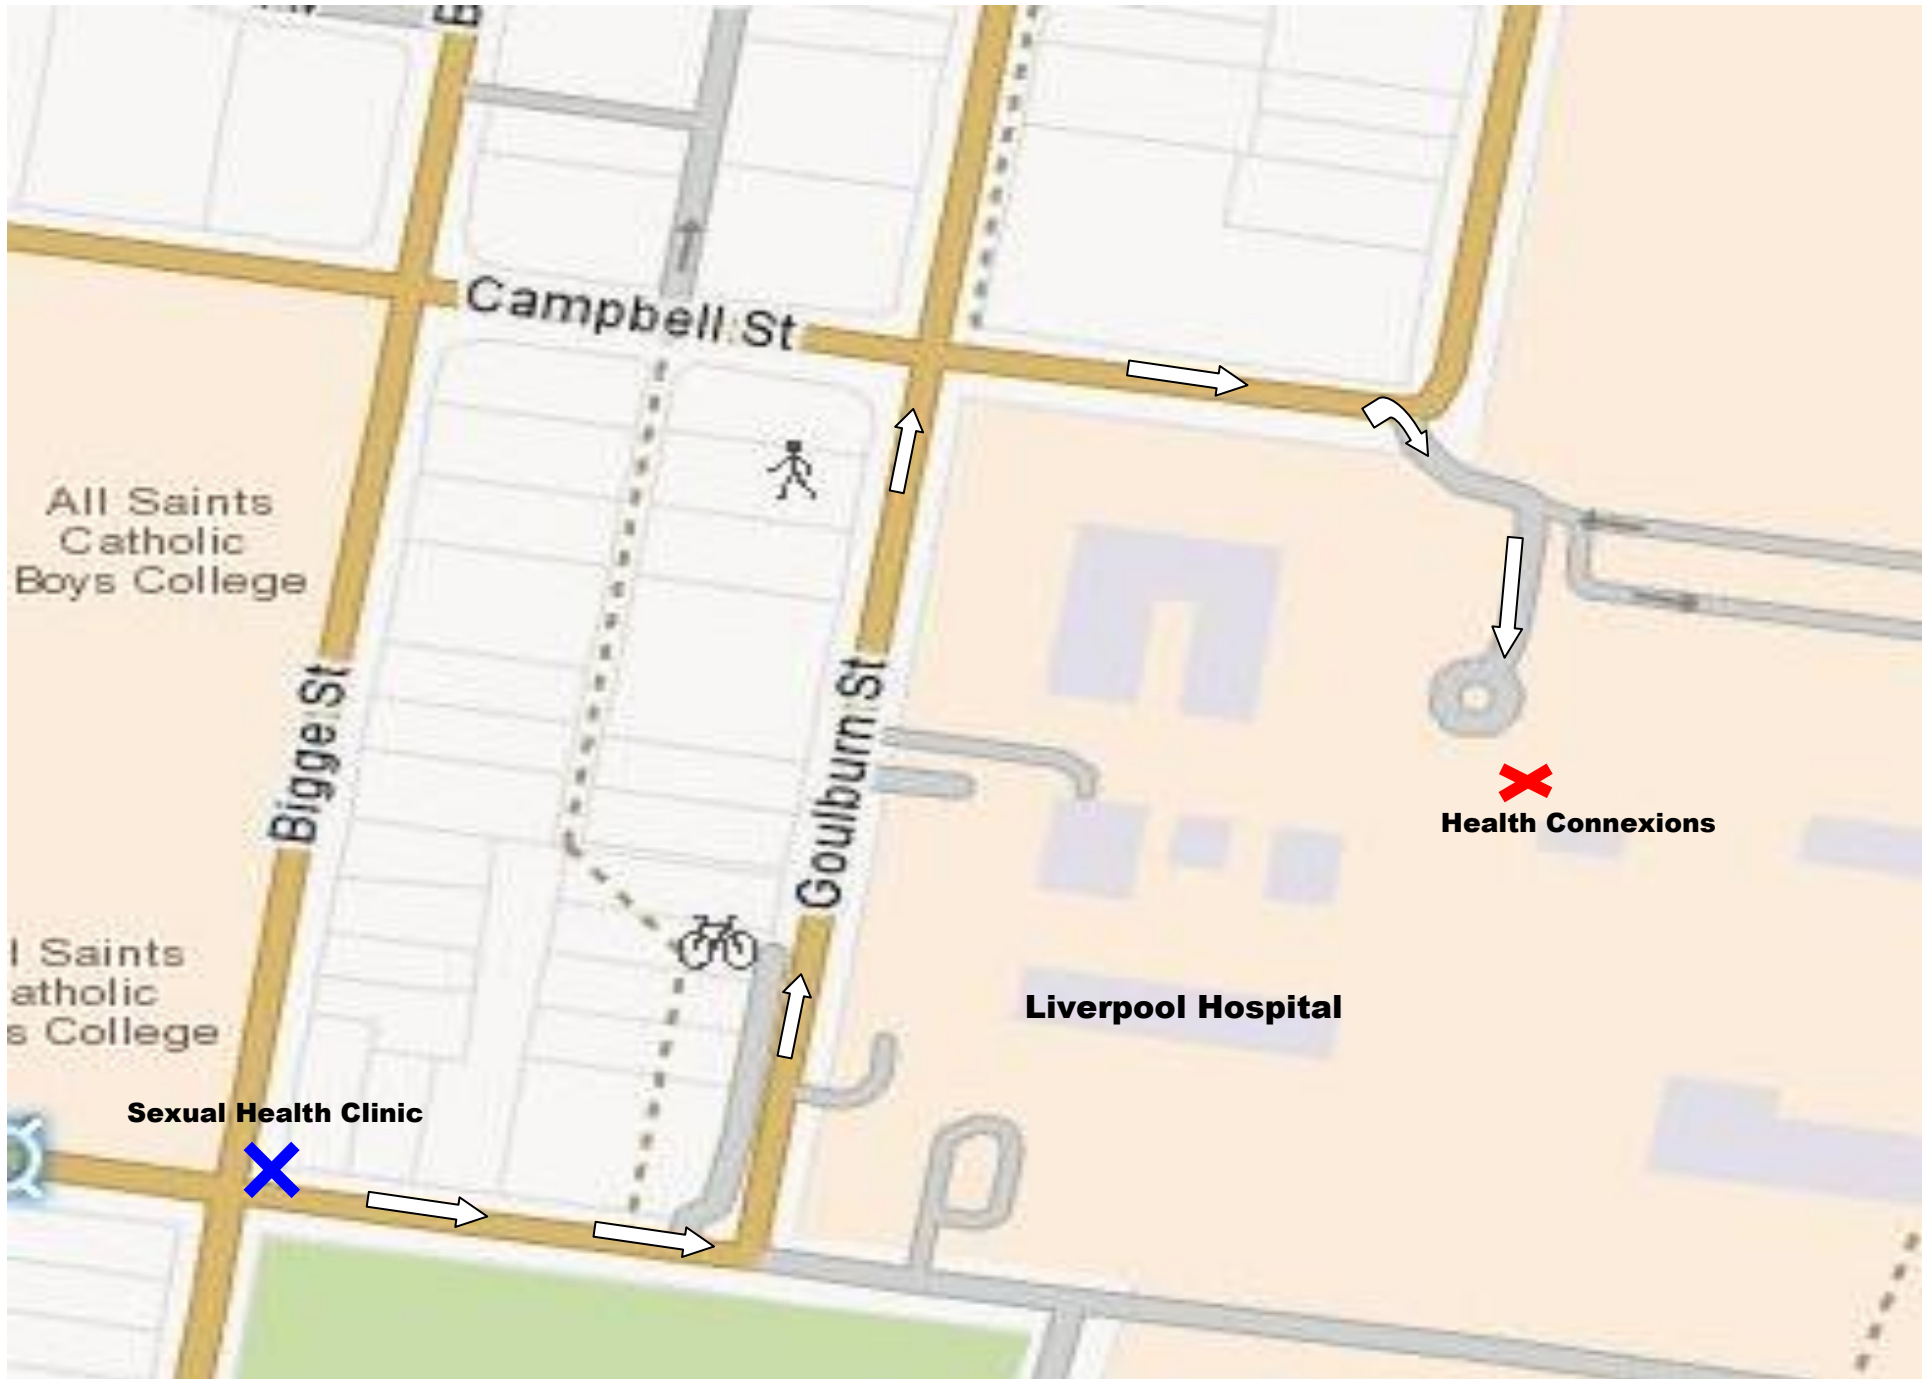 Campbell St
All Saints
Catholic
Boys College
Bigge St
Goulburn St
Health Connexions
l Saints
atholic
s College
Liverpool Hospital
Sexual Health Clinic